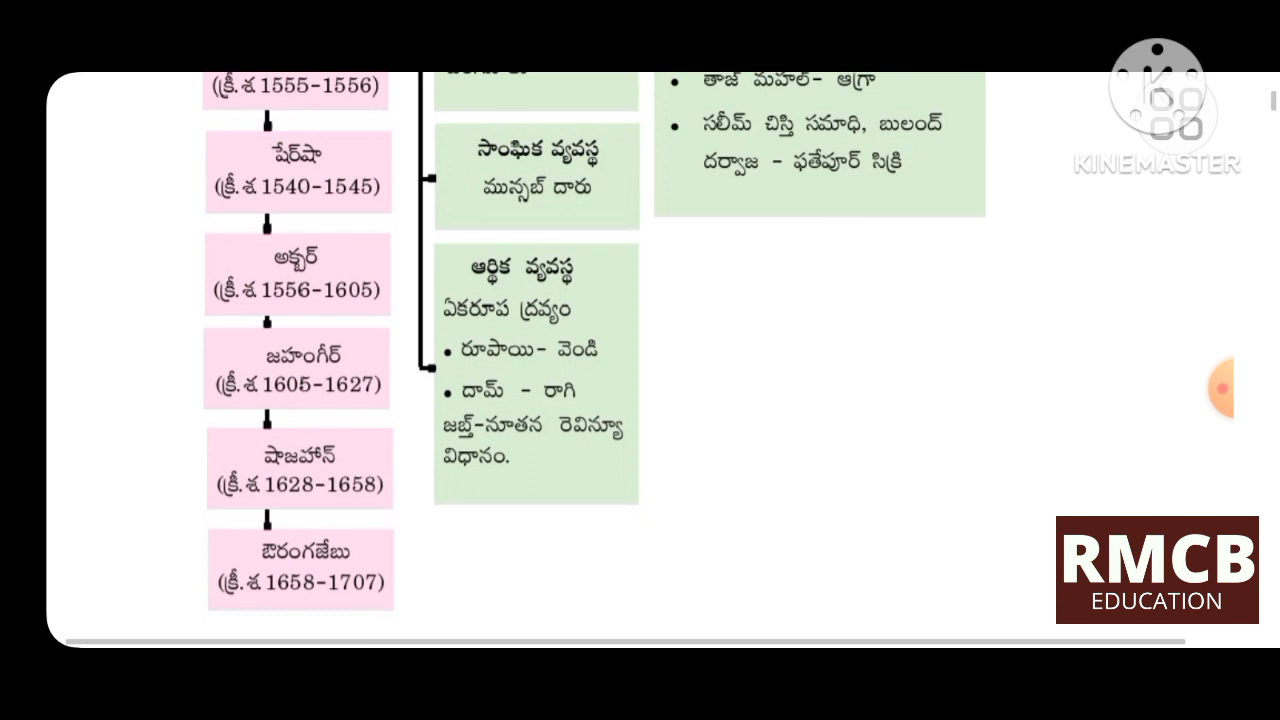 (క్రీ.శ.1555-1556)
షేర్‌షా
(క్రీ.శ.1540-1545)
అక్బర్
(క్రీ.శ.1556-1605)
జహంగీర్
(క్రీ.శ.1605-1627)
షాజహాన్
(క్రీ.శ.1628-1658)
ఔరంగజేబు
(క్రీ.శ.1658-1707)
సాంఘిక వ్యవస్థ
మున్సబ్ దారు
ఆర్థిక వ్యవస్థ
ఏకరూప ద్రవ్యం
• రూపాయి- వెండి
• దామ్ - రాగి
జబ్త్-నూతన రెవిన్యూ
విధానం.
• తాజ్ మహల్- ఆగ్రా
• సలీమ్ చిస్తి సమాధి, బులంద్
దర్వాజ - ఫతేపూర్ సిక్రి
KINEMASTER
RMCB
EDUCATION